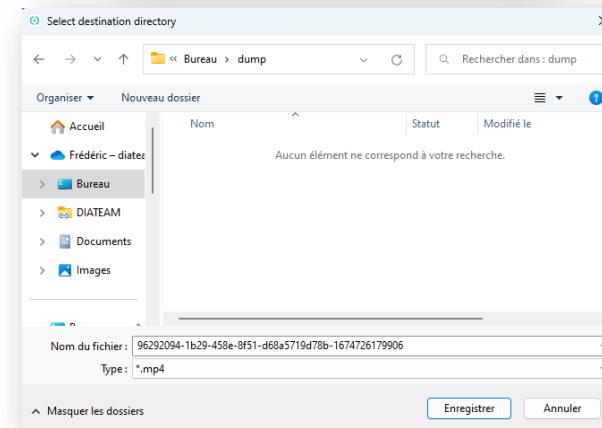 Select destination directory
« Bureau > dump
Rechercher dans : dump
Organiser
Nouveau dossier
Nom
Statut
Modifié le
Aucun élément ne correspond à votre recherche.
Accueil
Frédéric – diatea
Bureau
DIATEAM
Documents
Images
Nom du fichier : 96292094-1b29-458e-8f51-d68a5719d78b-1674726179906
Type : *.mp4
Masquer les dossiers
Enregistrer
Annuler